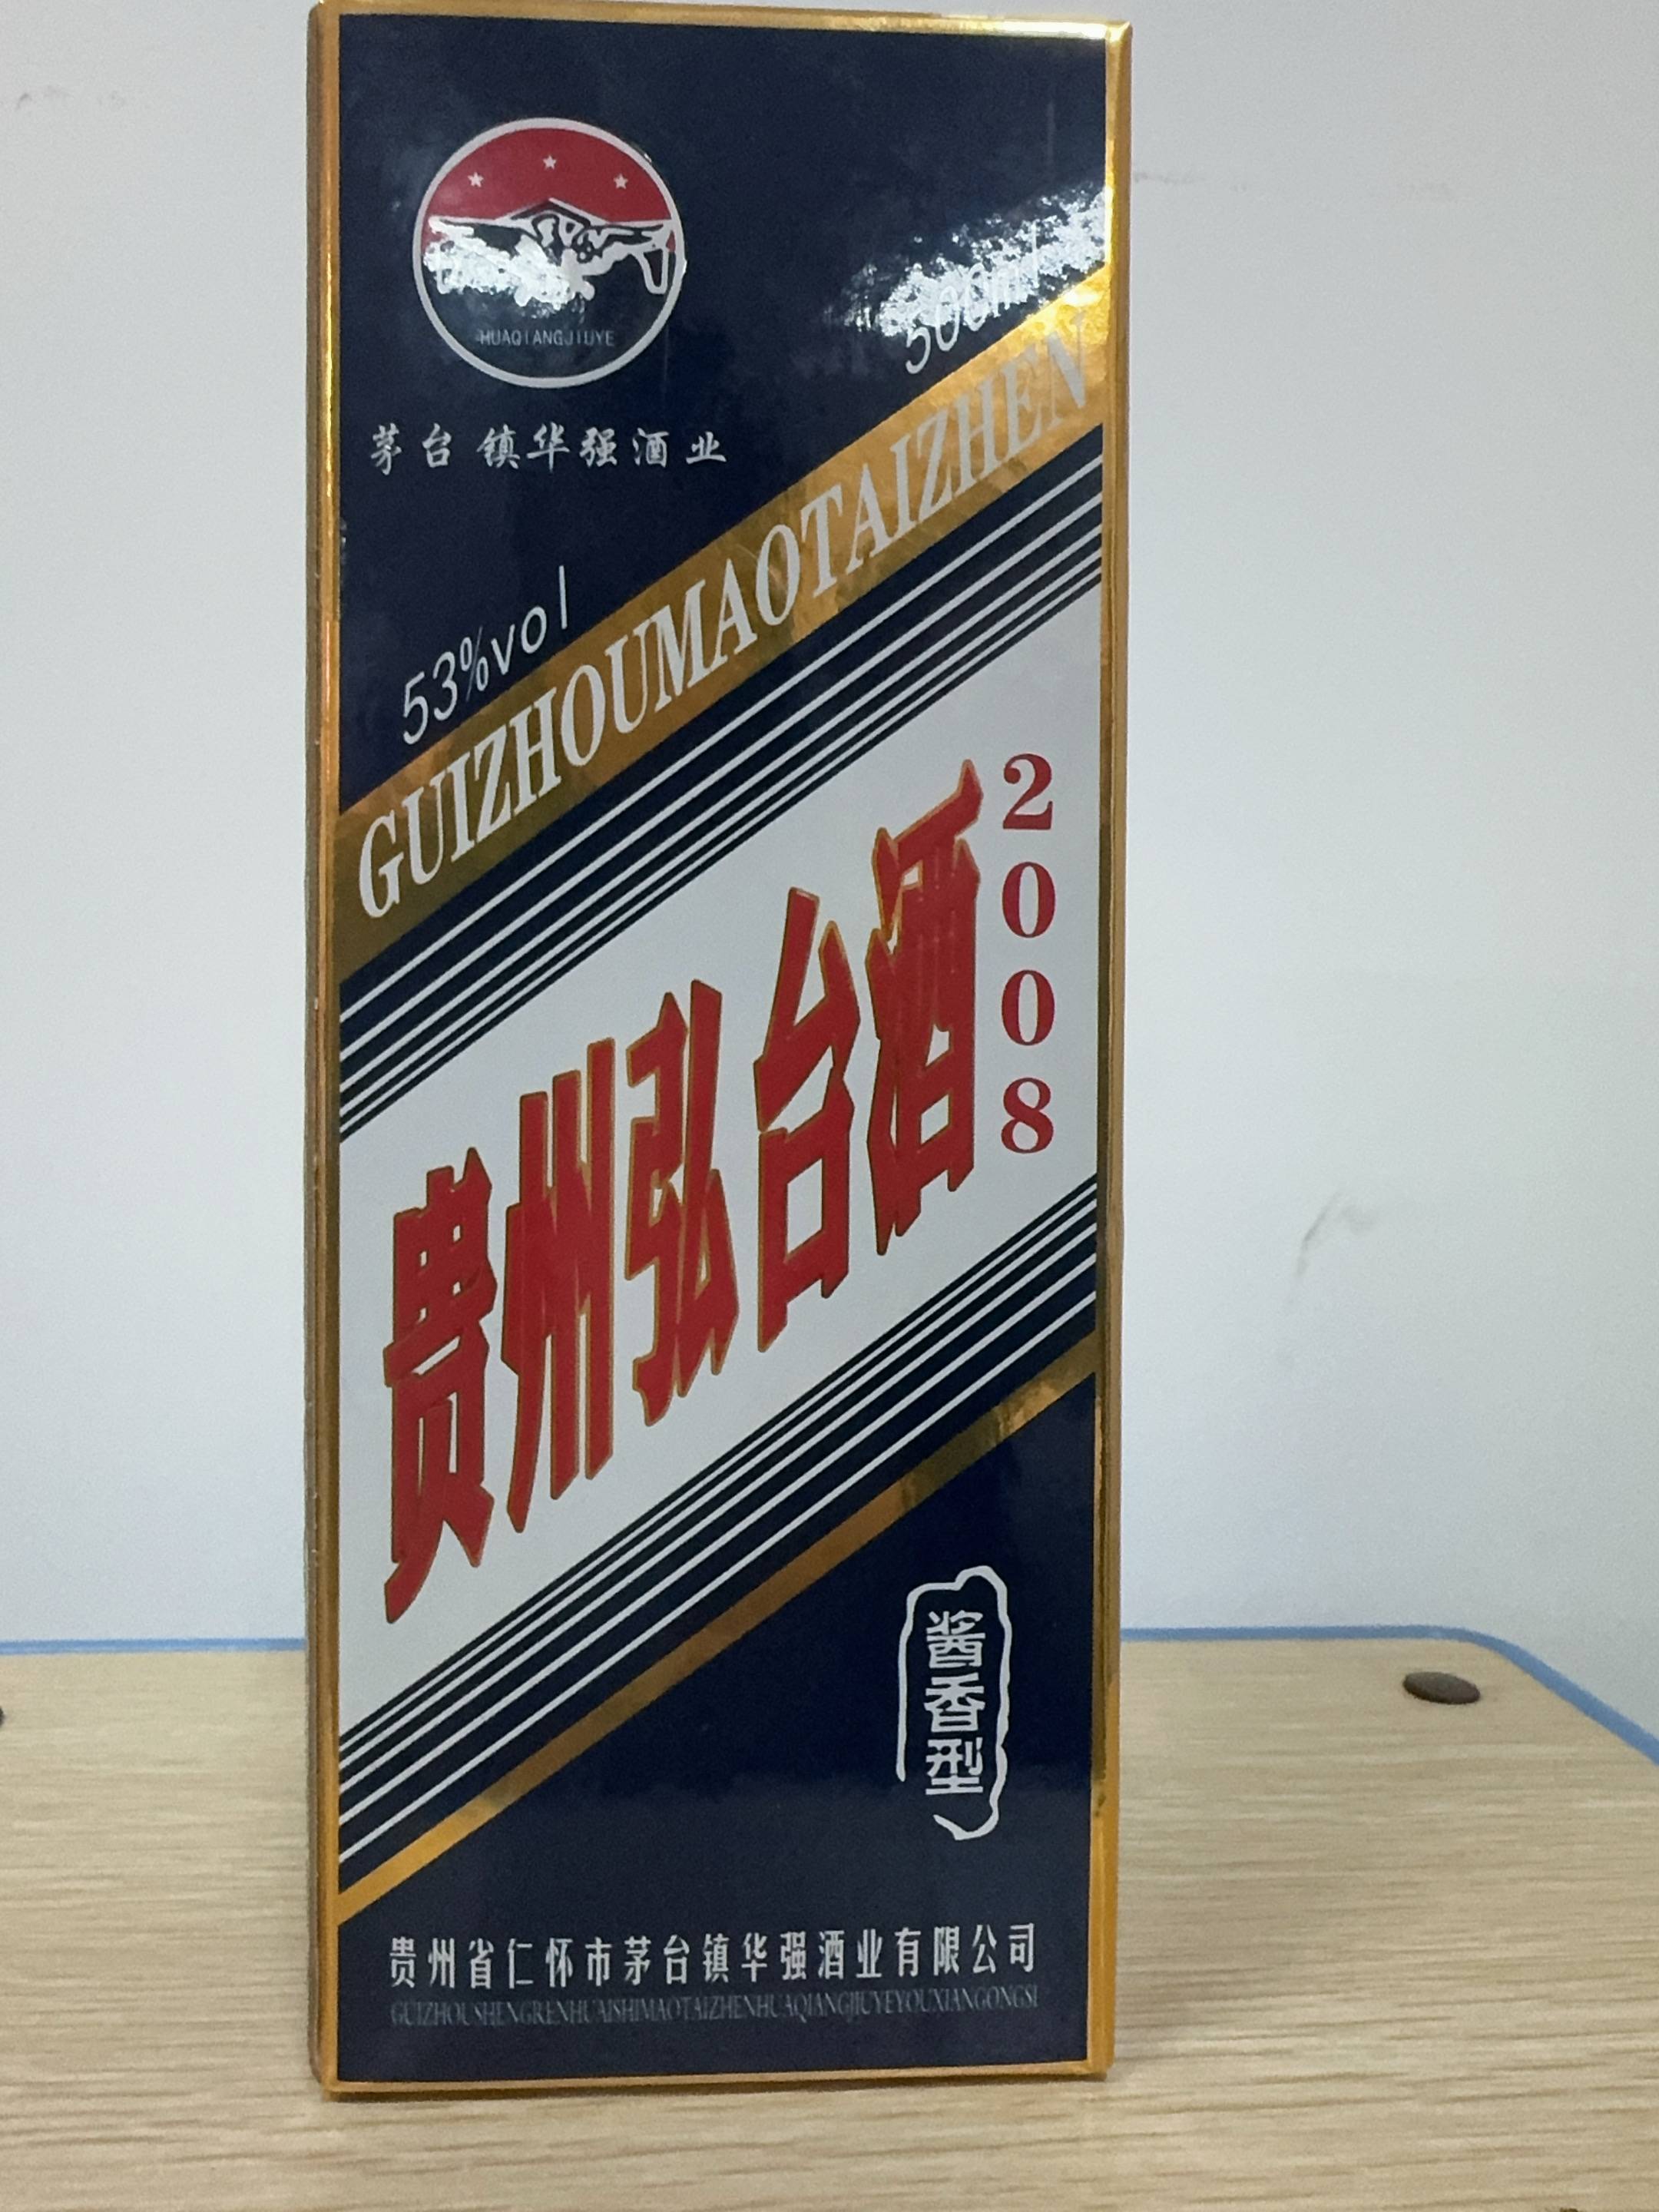 HUAQIANGJIUYE
茅台镇华强酒业
500ml
53%vol
GUIZHOUMAOTAIZHEN
贵州弘台酒
2008
酱香型
贵州省仁怀市茅台镇华强酒业有限公司
GUIZHOUSHENGRENHUAISHIMAOTAIZHENHUAQIANGJIUYEYOUXIANGONGSI